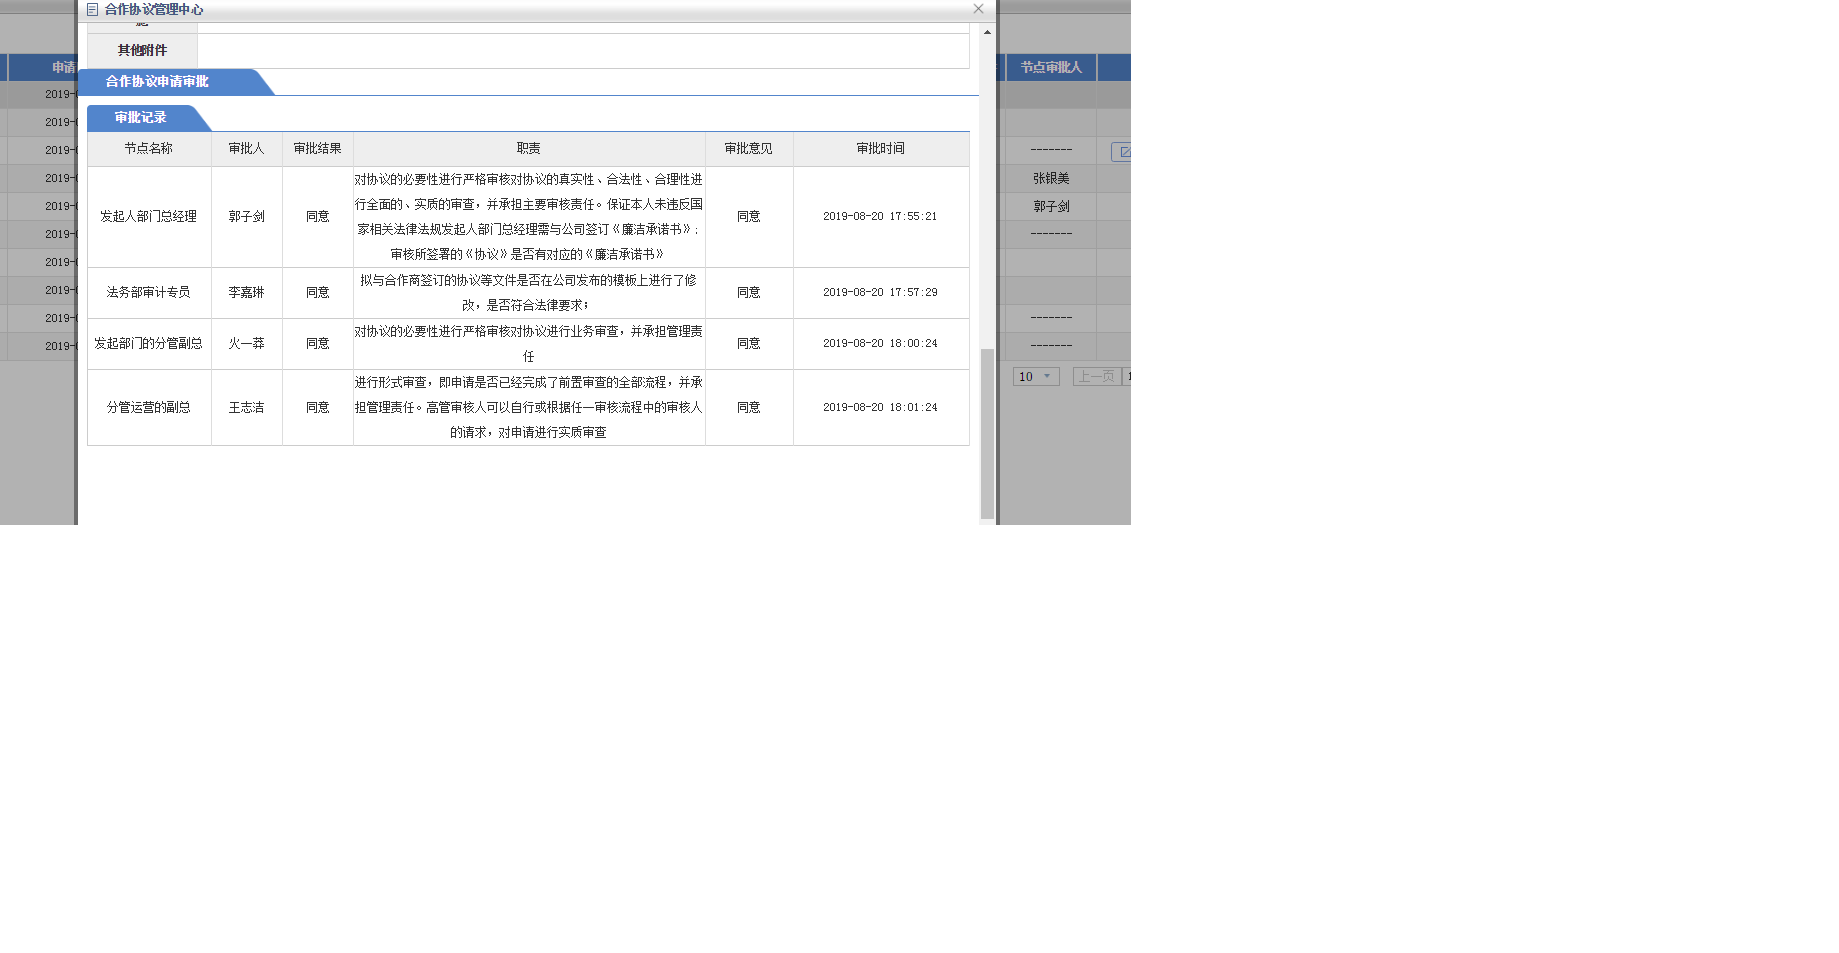 合作协议管理中心
其他附件
合作协议申请审批
审批记录
节点名称 审批人 审批结果 职责 审批意见 审批时间
发起人部门总经理 郭子剑 同意
对协议的必要性进行严格审核对协议的真实性、合法性、合理性进
行全面的、实质的审查，并承担主要审核责任。保证本人未违反国
家相关法律法规发起人部门总经理需与公司签订《廉洁承诺书》；
审核所签署的《协议》是否有对应的《廉洁承诺书》
同意 2019-08-20 17:55:21
法务部审计专员 李嘉琳 同意
拟与合作商签订的协议等文件是否在公司发布的模板上进行了修
改，是否符合法律要求；
同意 2019-08-20 17:57:29
发起部门的分管副总 火一莽 同意
对协议的必要性进行严格审核对协议进行业务审查，并承担管理责
任
同意 2019-08-20 18:00:24
分管运营的副总 王志洁 同意
进行形式审查，即申请是否已经完成了前置审查的全部流程，并承
担管理责任。高管审核人可以自行或根据任一审核流程中的审核人
的请求，对申请进行实质审查
同意 2019-08-20 18:01:24
申请
2019-
2019-
2019-
2019-
2019-
2019-
2019-
2019-
2019-
2019-
节点审批人
-------
张银美
郭子剑
-------
-------
-------
10 上一页